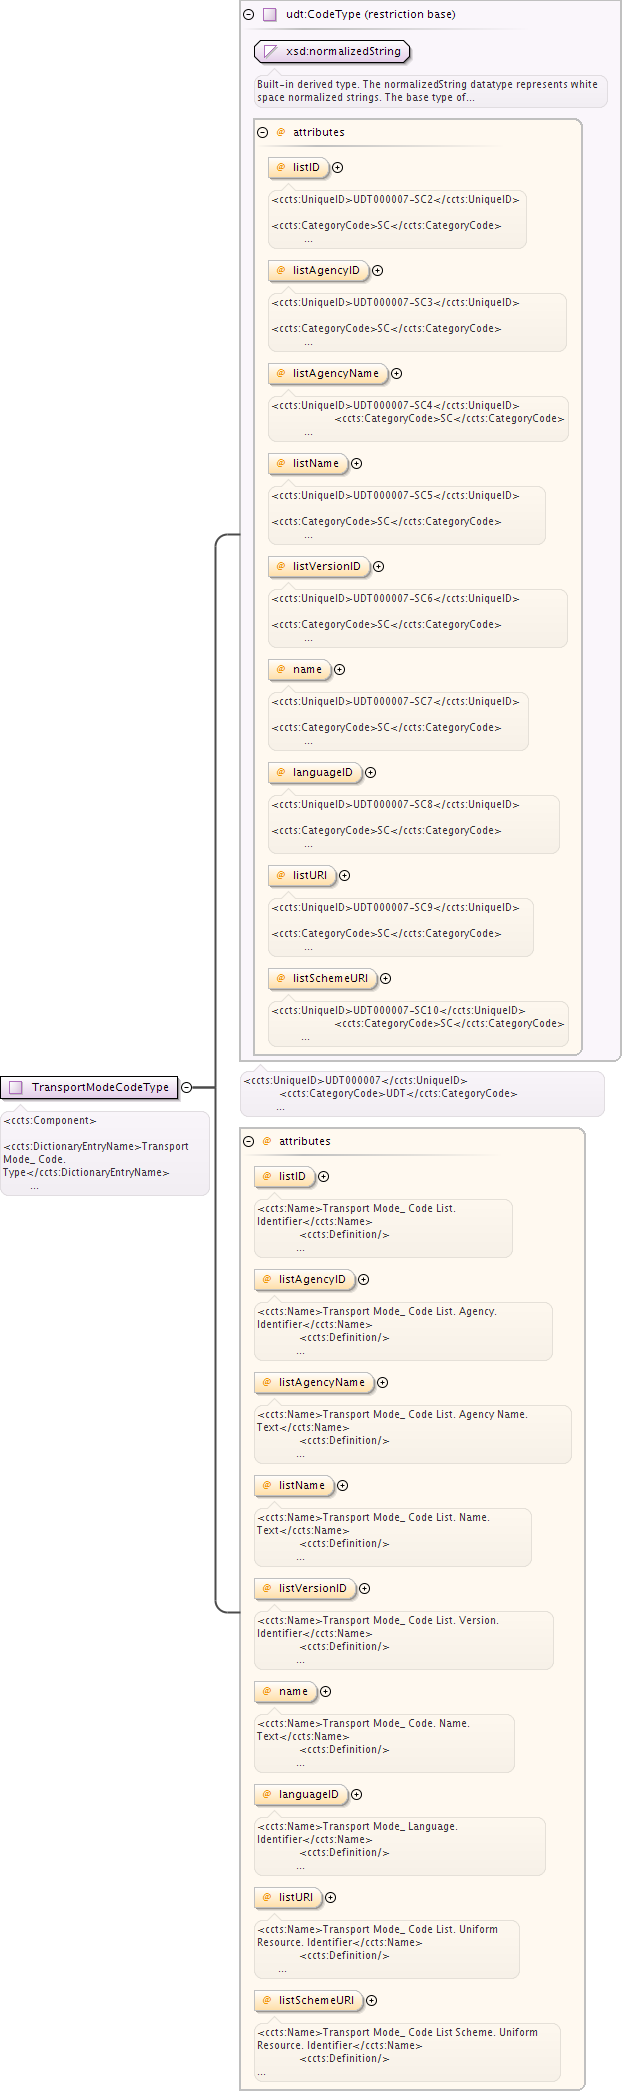 udt:CodeType (restriction base)
xsd:normalizedString
Built-in derived type. The normalizedString datatype represents white
space normalized strings. The base type of...
@ attributes
@ listID
<ccts:UniqueID>UDT000007-SC2</ccts:UniqueID>
<ccts:CategoryCode>SC</ccts:CategoryCode>
...
@ listAgencyID
<ccts:UniqueID>UDT000007-SC3</ccts:UniqueID>
<ccts:CategoryCode>SC</ccts:CategoryCode>
...
@ listAgencyName
<ccts:UniqueID>UDT000007-SC4</ccts:UniqueID>
<ccts:CategoryCode>SC</ccts:CategoryCode>
...
@ listName
<ccts:UniqueID>UDT000007-SC5</ccts:UniqueID>
<ccts:CategoryCode>SC</ccts:CategoryCode>
...
@ listVersionID
<ccts:UniqueID>UDT000007-SC6</ccts:UniqueID>
<ccts:CategoryCode>SC</ccts:CategoryCode>
...
@ name
<ccts:UniqueID>UDT000007-SC7</ccts:UniqueID>
<ccts:CategoryCode>SC</ccts:CategoryCode>
...
@ languageID
<ccts:UniqueID>UDT000007-SC8</ccts:UniqueID>
<ccts:CategoryCode>SC</ccts:CategoryCode>
...
@ listURI
<ccts:UniqueID>UDT000007-SC9</ccts:UniqueID>
<ccts:CategoryCode>SC</ccts:CategoryCode>
...
@ listSchemeURI
<ccts:UniqueID>UDT000007-SC10</ccts:UniqueID>
<ccts:CategoryCode>SC</ccts:CategoryCode>
...
TransportModeCodeType
<ccts:Component>
<ccts:DictionaryEntryName>Transport
Mode_ Code.
Type</ccts:DictionaryEntryName>
...
<ccts:UniqueID>UDT000007</ccts:UniqueID>
<ccts:CategoryCode>UDT</ccts:CategoryCode>
...
@ attributes
@ listID
<ccts:Name>Transport Mode_ Code List.
Identifier</ccts:Name>
<ccts:Definition/>
...
@ listAgencyID
<ccts:Name>Transport Mode_ Code List. Agency.
Identifier</ccts:Name>
<ccts:Definition/>
...
@ listAgencyName
<ccts:Name>Transport Mode_ Code List. Agency Name.
Text</ccts:Name>
<ccts:Definition/>
...
@ listName
<ccts:Name>Transport Mode_ Code List. Name.
Text</ccts:Name>
<ccts:Definition/>
...
@ listVersionID
<ccts:Name>Transport Mode_ Code List. Version.
Identifier</ccts:Name>
<ccts:Definition/>
...
@ name
<ccts:Name>Transport Mode_ Code. Name.
Text</ccts:Name>
<ccts:Definition/>
...
@ languageID
<ccts:Name>Transport Mode_ Language.
Identifier</ccts:Name>
<ccts:Definition/>
...
@ listURI
<ccts:Name>Transport Mode_ Code List. Uniform
Resource. Identifier</ccts:Name>
<ccts:Definition/>
...
@ listSchemeURI
<ccts:Name>Transport Mode_ Code List Scheme. Uniform
Resource. Identifier</ccts:Name>
<ccts:Definition/>
...